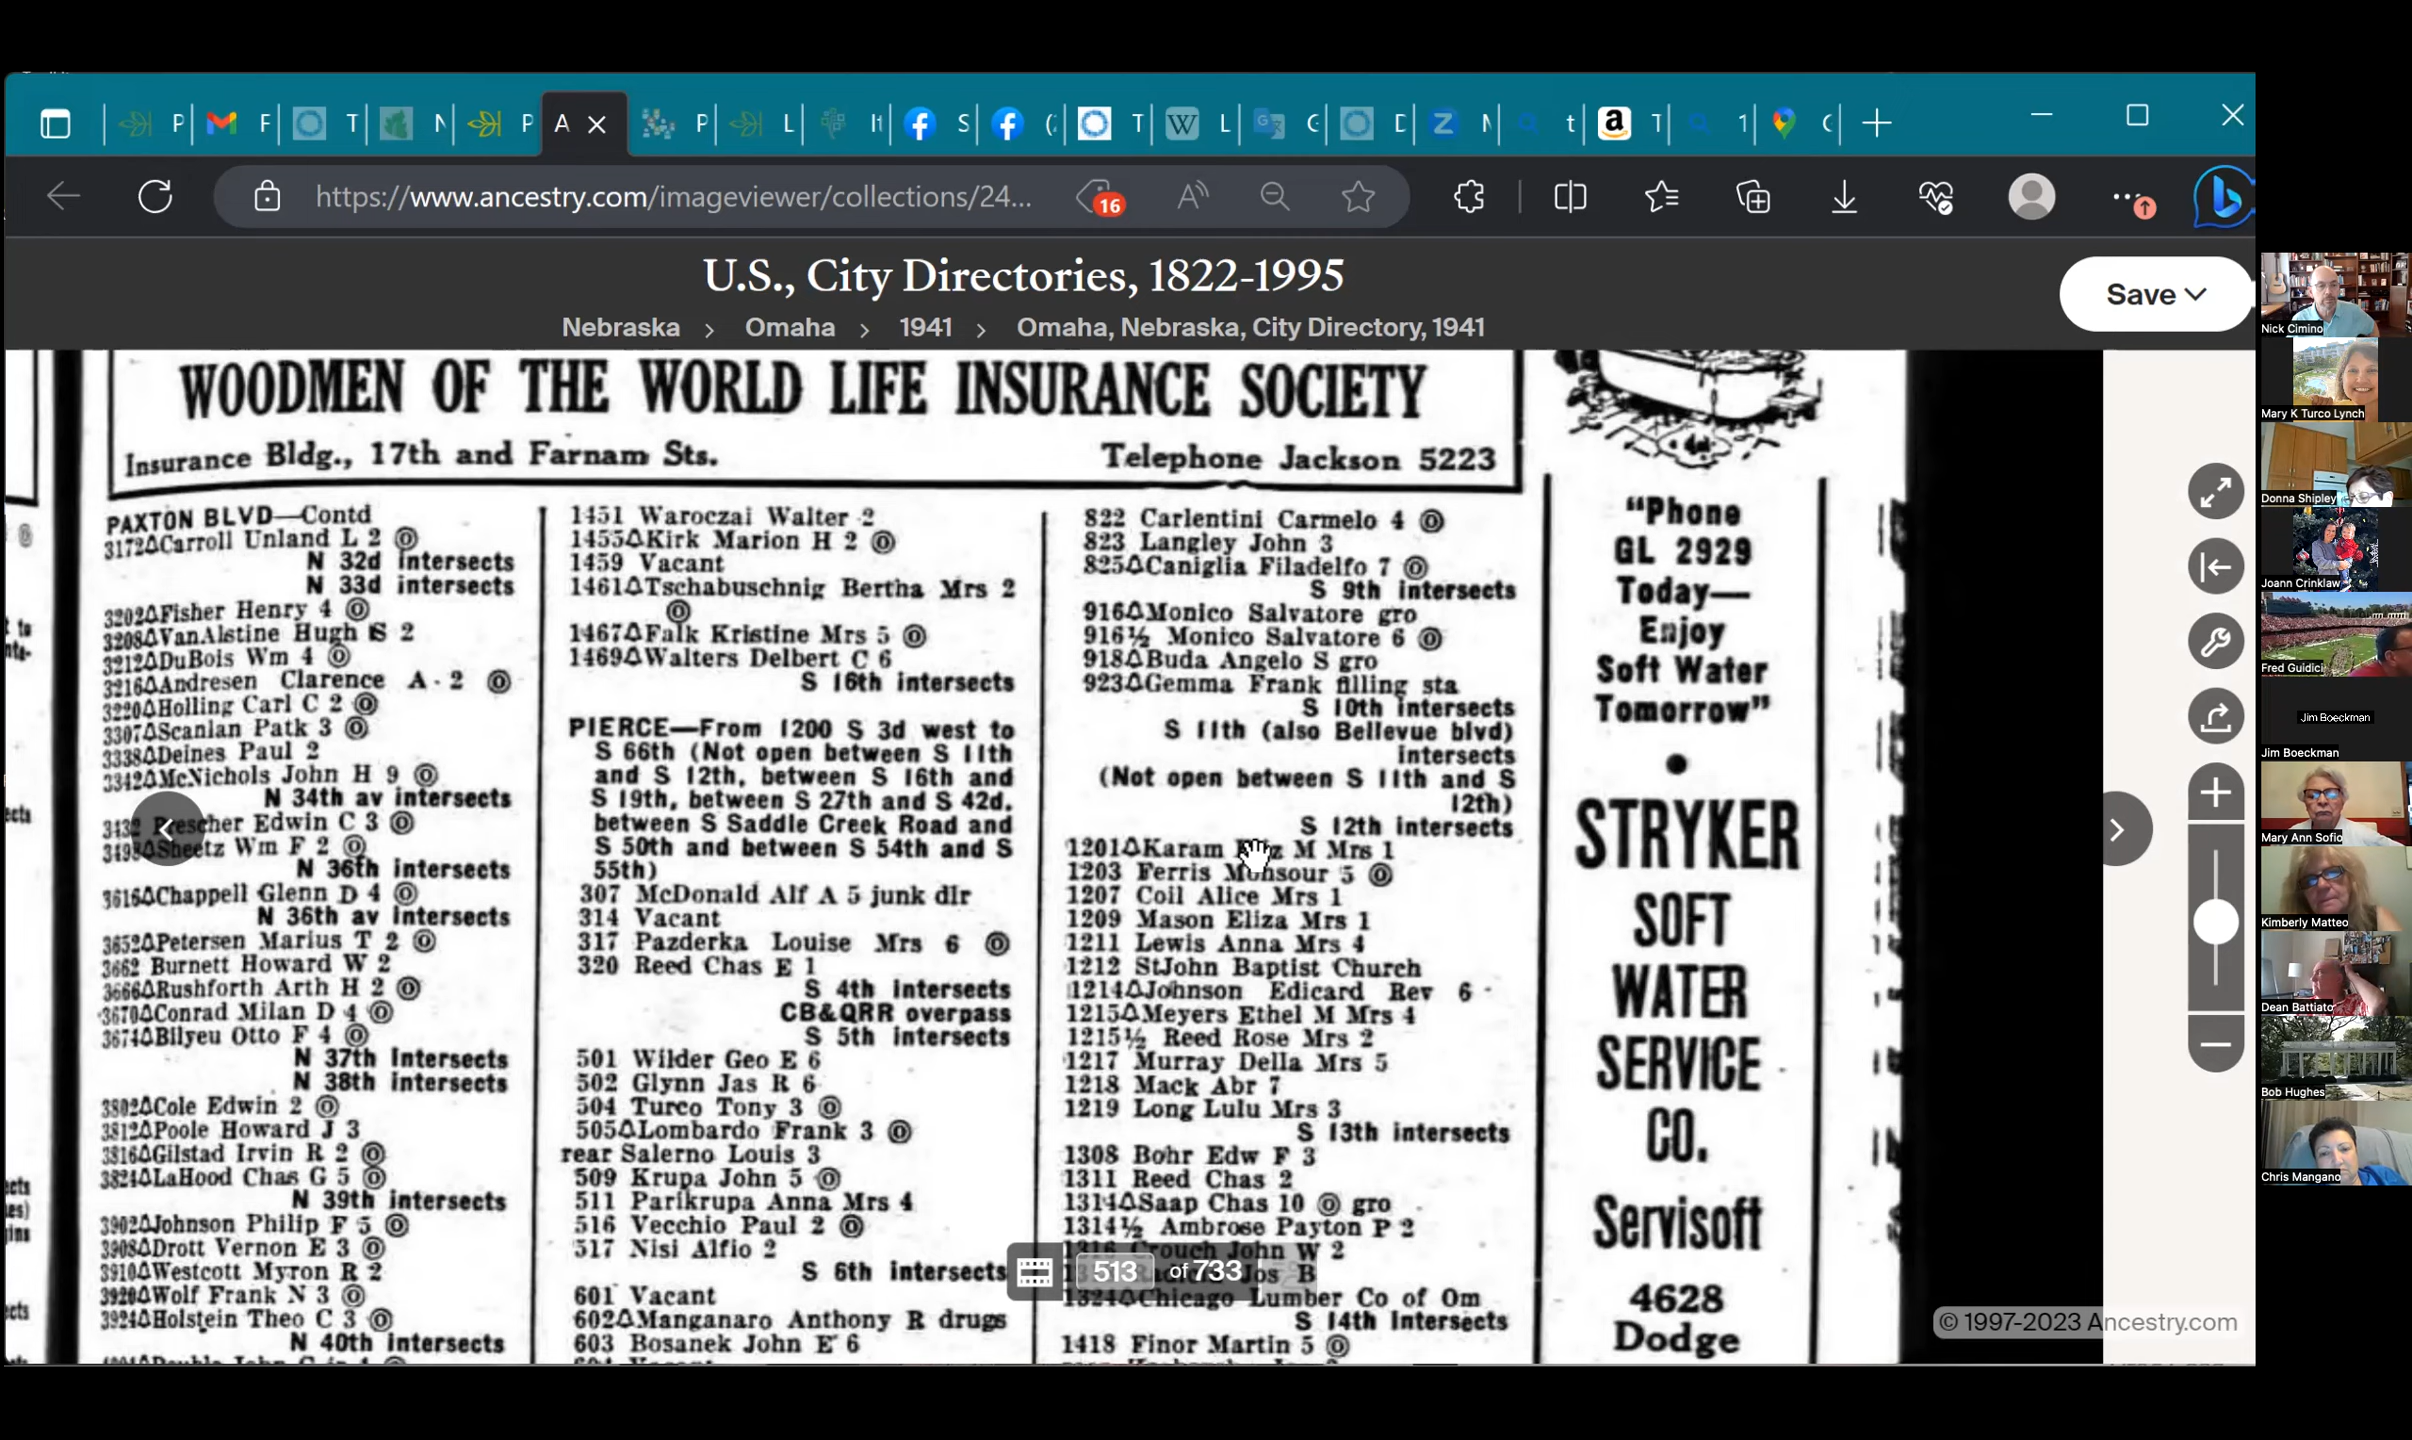 P
F
T
N
P
A
P
L
It
S
(
T
L
G
D
N
t
T
1
C
https://www.ancestry.com/imageviewer/collections/24...
16
U.S., City Directories, 1822-1995
Nebraska > Omaha > 1941 > Omaha, Nebraska, City Directory, 1941
Save
WOODMEN OF THE WORLD LIFE INSURANCE SOCIETY
Insurance Bldg., 17th and Farnam Sts. Telephone Jackson 5223
PAXTON BLVD—Contd
3172ΔCarroll Unland L 2 ⓞ
N 32d intersects
N 33d intersects
3202ΔFisher Henry 4 ⓞ
3208ΔVanAlstine Hugh S 2
3212ΔDuBois Wm 4 ⓞ
3216ΔAndresen Clarence A 2 ⓞ
3220ΔHolling Carl C 2 ⓞ
3307ΔScanlan Patk 3 ⓞ
3338ΔDeines Paul 2
3342ΔMcNichols John H 9 ⓞ
N 34th av intersects
3432 Edwin C 3 ⓞ
Wm F 2 ⓞ
N 36th intersects
3616ΔChappell Glenn D 4 ⓞ
N 36th av intersects
3652ΔPetersen Marius T 2 ⓞ
3662 Burnett Howard W 2
3666ΔRushforth Arth H 2 ⓞ
3670ΔConrad Milan D 4 ⓞ
3674ΔBilyeu Otto F 4 ⓞ
N 37th Intersects
N 38th intersects
3802ΔCole Edwin 2 ⓞ
3812ΔPoole Howard J 3
3816ΔGilstad Irvin R 2 ⓞ
3824ΔLaHood Chas G 5 ⓞ
N 39th intersects
3902ΔJohnson Philip F 5 ⓞ
3908ΔDrott Vernon E 3 ⓞ
3910ΔWestcott Myron R 2
3920ΔWolf Frank N 3 ⓞ
3924ΔHolstein Theo C 3 ⓞ
N 40th intersects
1451 Waroczai Walter 2
1455ΔKirk Marion H 2 ⓞ
1459 Vacant
1461ΔTschabuschnig Bertha Mrs 2
ⓞ
1467ΔFalk Kristine Mrs 5 ⓞ
1469ΔWalters Delbert C 6
S 16th intersects
PIERCE—From 1200 S 3d west to
S 66th (Not open between S 11th
and S 12th, between S 16th and
S 19th, between S 27th and S 42d,
between S Saddle Creek Road and
S 50th and between S 54th and S
55th)
307 McDonald Alf A 5 junk dlr
314 Vacant
317 Pazderka Louise Mrs 6 ⓞ
320 Reed Chas E 1
S 4th intersects
CB&QRR overpass
S 5th intersects
501 Wilder Geo E 6
502 Glynn Jas R 6
504 Turco Tony 3 ⓞ
505ΔLombardo Frank 3 ⓞ
rear Salerno Louis 3
509 Krupa John 5 ⓞ
511 Parikrupa Anna Mrs 4
516 Vecchio Paul 2 ⓞ
517 Nisi Alfio 2
S 6th intersects
601 Vacant
602ΔManganaro Anthony R drugs
603 Bosanek John E 6
822 Carlentini Carmelo 4 ⓞ
823 Langley John 3
825ΔCaniglia Filadelfo 7 ⓞ
S 9th intersects
916ΔMonico Salvatore gro
916½ Monico Salvatore 6 ⓞ
918ΔBuda Angelo S gro
923ΔGemma Frank filling sta
S 10th intersects
S 11th (also Bellevue blvd)
intersects
(Not open between S 11th and S
12th)
S 12th intersects
1201ΔKaram M Mrs 1
1203 Ferris Monsour 5 ⓞ
1207 Coil Alice Mrs 1
1209 Mason Eliza Mrs 1
1211 Lewis Anna Mrs 4
1212 StJohn Baptist Church
1214ΔJohnson Edicard Rev 6
1215ΔMeyers Ethel M Mrs 4
1215½ Reed Rose Mrs 2
1217 Murray Della Mrs 5
1218 Mack Abr 7
1219 Long Lulu Mrs 3
S 13th intersects
1308 Bohr Edw F 3
1311 Reed Chas 2
1314ΔSaap Chas 10 ⓞ gro
1314½ Ambrose Payton P 2
1316 Crouch John W 2
Jos B
1324ΔChicago Lumber Co of Om
S 14th Intersects
1418 Finor Martin 5 ⓞ
513 of 733
"Phone
GL 2929
Today—
Enjoy
Soft Water
Tomorrow"
STRYKER
SOFT
WATER
SERVICE
CO.
Servisoft
4628
Dodge
© 1997-2023 Ancestry.com
Nick Cimino
Mary K Turco Lynch
Donna Shipley
Joann Crinklaw
Fred Guidici
Jim Boeckman
Jim Boeckman
Mary Ann Sofio
Kimberly Matteo
Dean Battiato
Bob Hughes
Chris Mangano